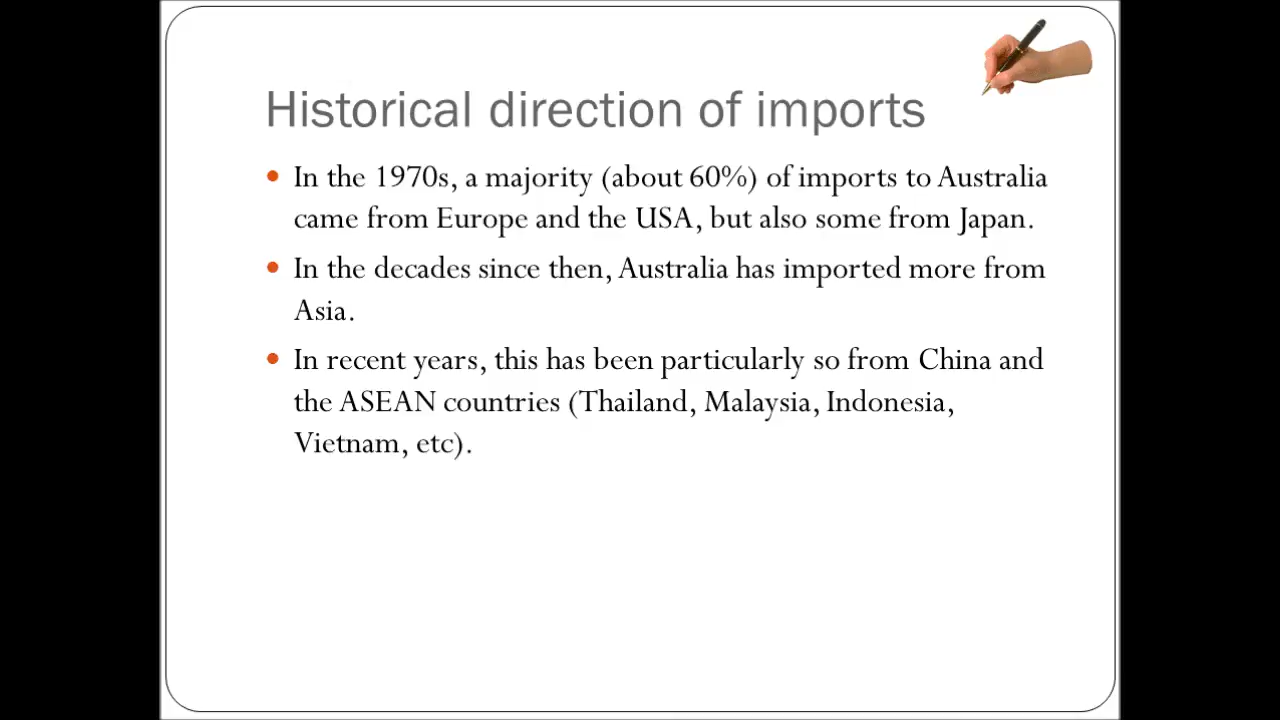 Historical direction of imports
• In the 1970s, a majority (about 60%) of imports to Australia
came from Europe and the USA, but also some from Japan.
• In the decades since then, Australia has imported more from
Asia.
• In recent years, this has been particularly so from China and
the ASEAN countries (Thailand, Malaysia, Indonesia,
Vietnam, etc).